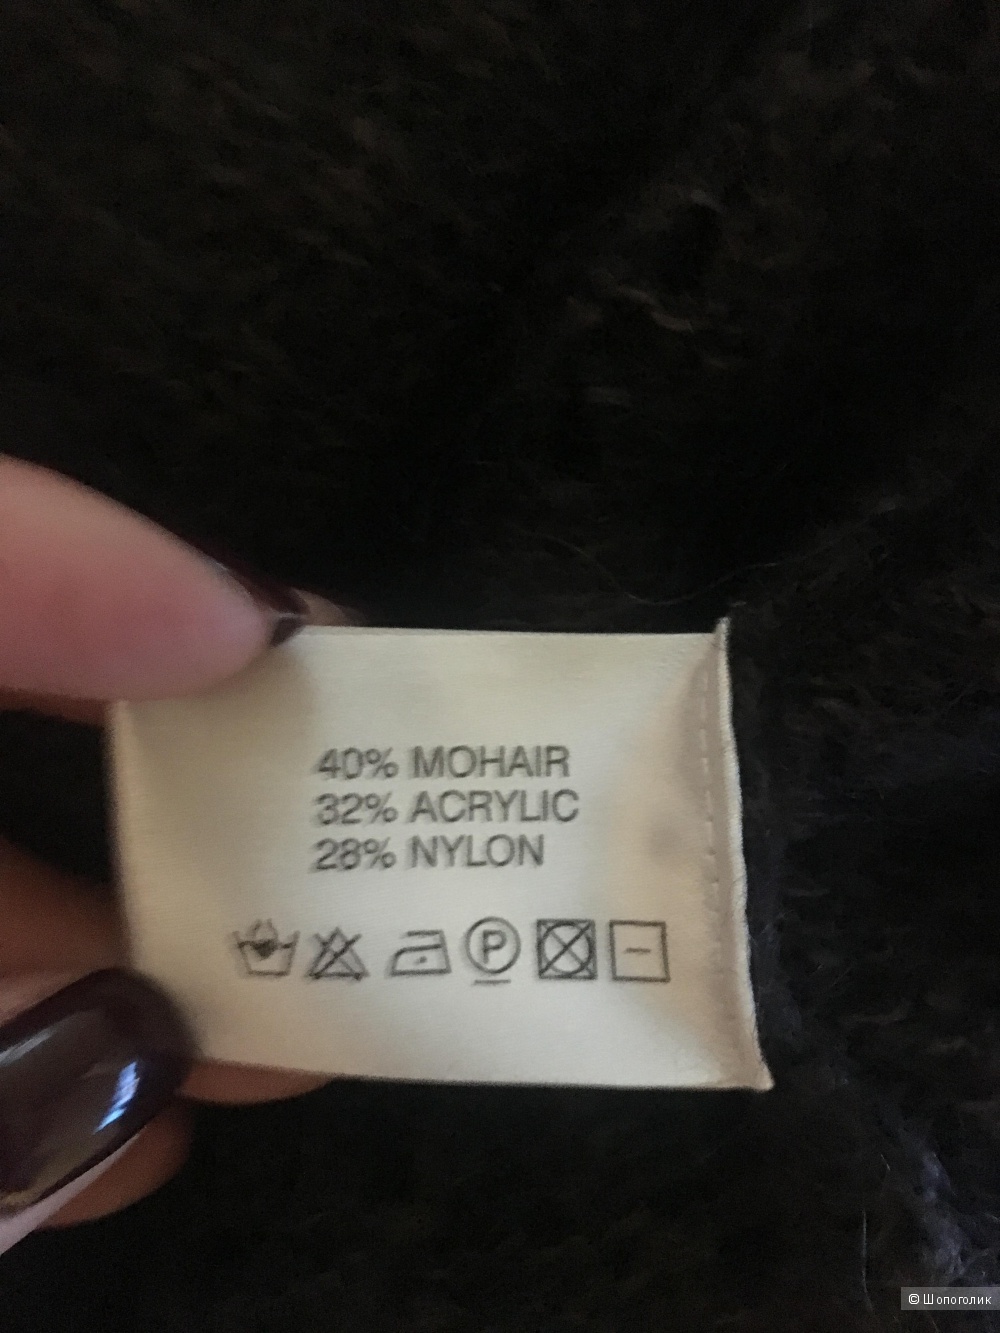 40% MOHAIR
32% ACRYLIC
28% NYLON
P
© Шопоголик